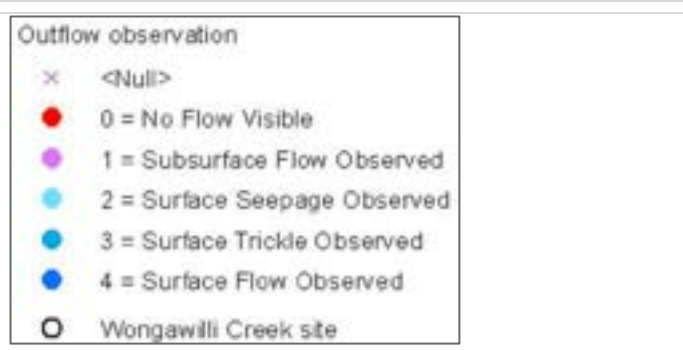 Outflow observation
<Null>
0 = No Flow Visible
1 = Subsurface Flow Observed
2 = Surface Seepage Observed
3 = Surface Trickle Observed
4 = Surface Flow Observed
Wongawilli Creek site